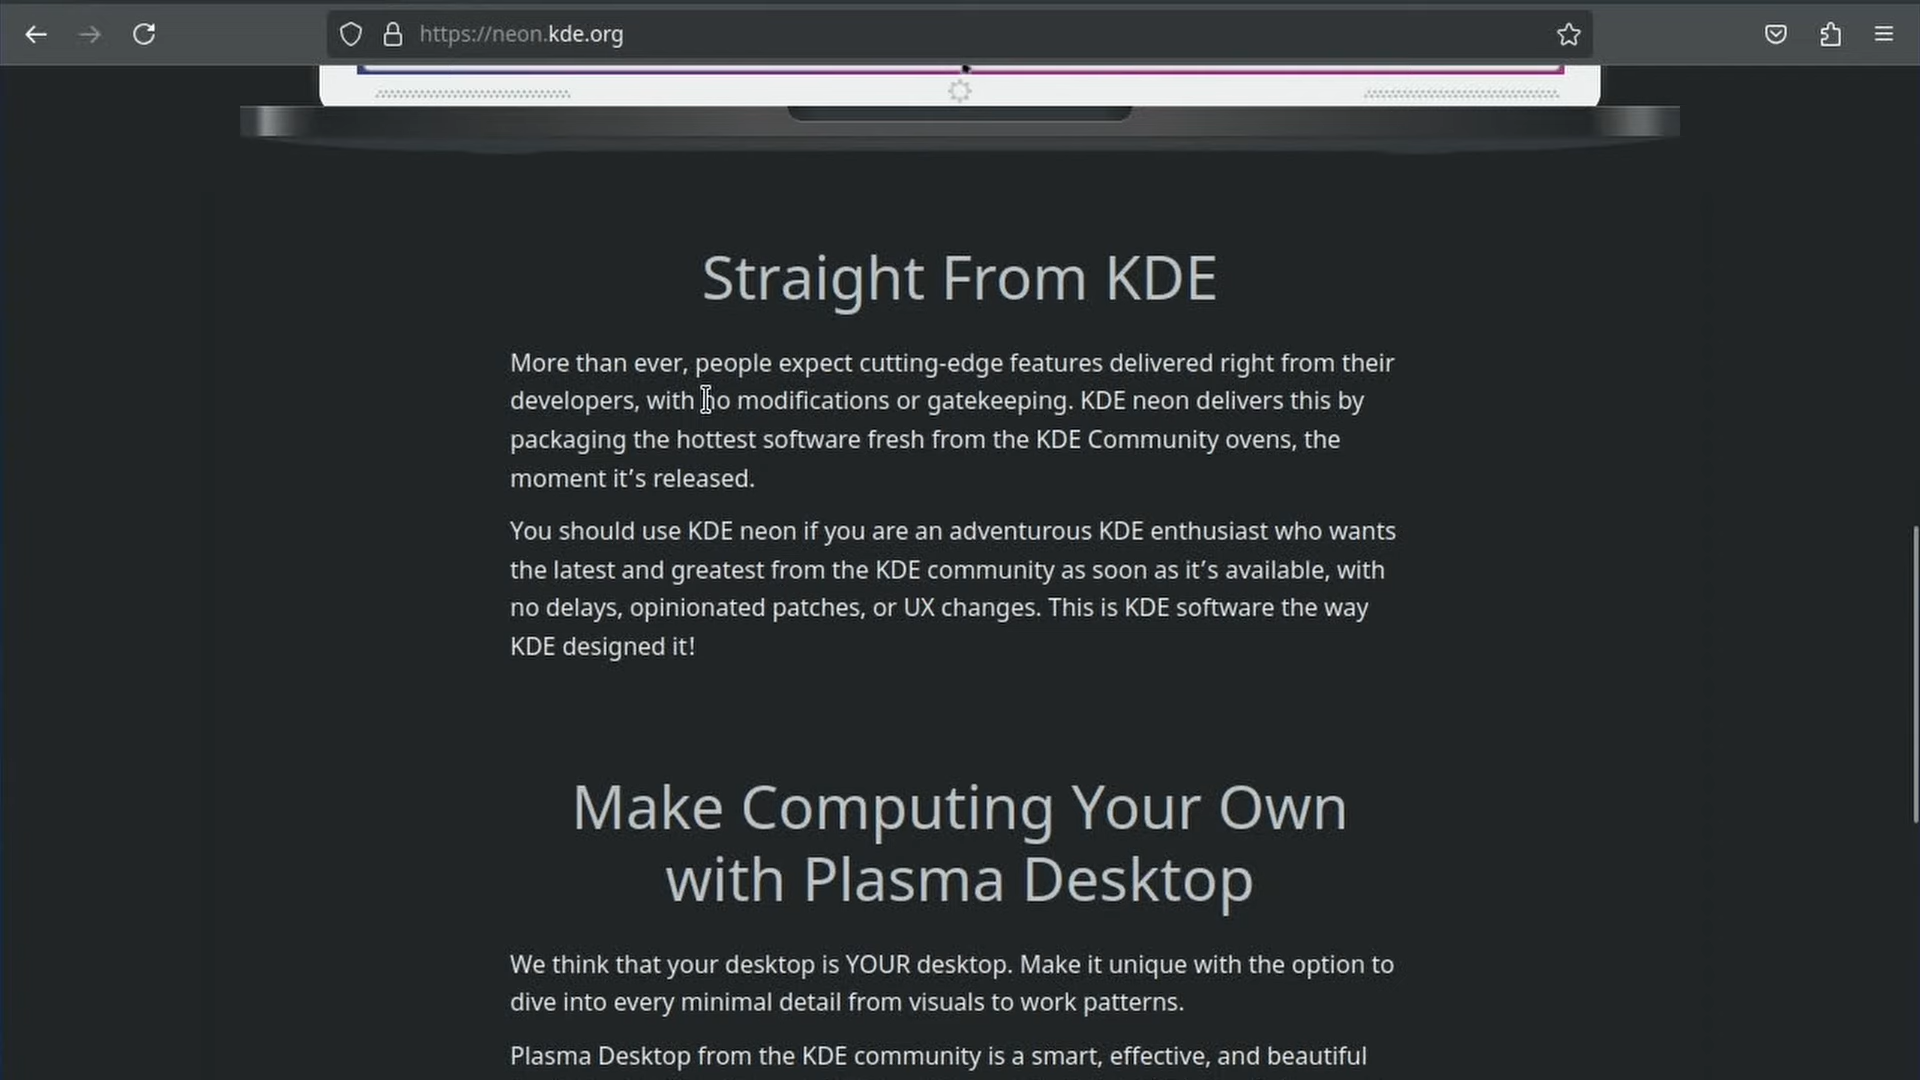 https://neon.kde.org
Straight From KDE
More than ever, people expect cutting-edge features delivered right from their
developers, with no modifications or gatekeeping. KDE neon delivers this by
packaging the hottest software fresh from the KDE Community ovens, the
moment it’s released.
You should use KDE neon if you are an adventurous KDE enthusiast who wants
the latest and greatest from the KDE community as soon as it’s available, with
no delays, opinionated patches, or UX changes. This is KDE software the way
KDE designed it!
Make Computing Your Own
with Plasma Desktop
We think that your desktop is YOUR desktop. Make it unique with the option to
dive into every minimal detail from visuals to work patterns.
Plasma Desktop from the KDE community is a smart, effective, and beautiful